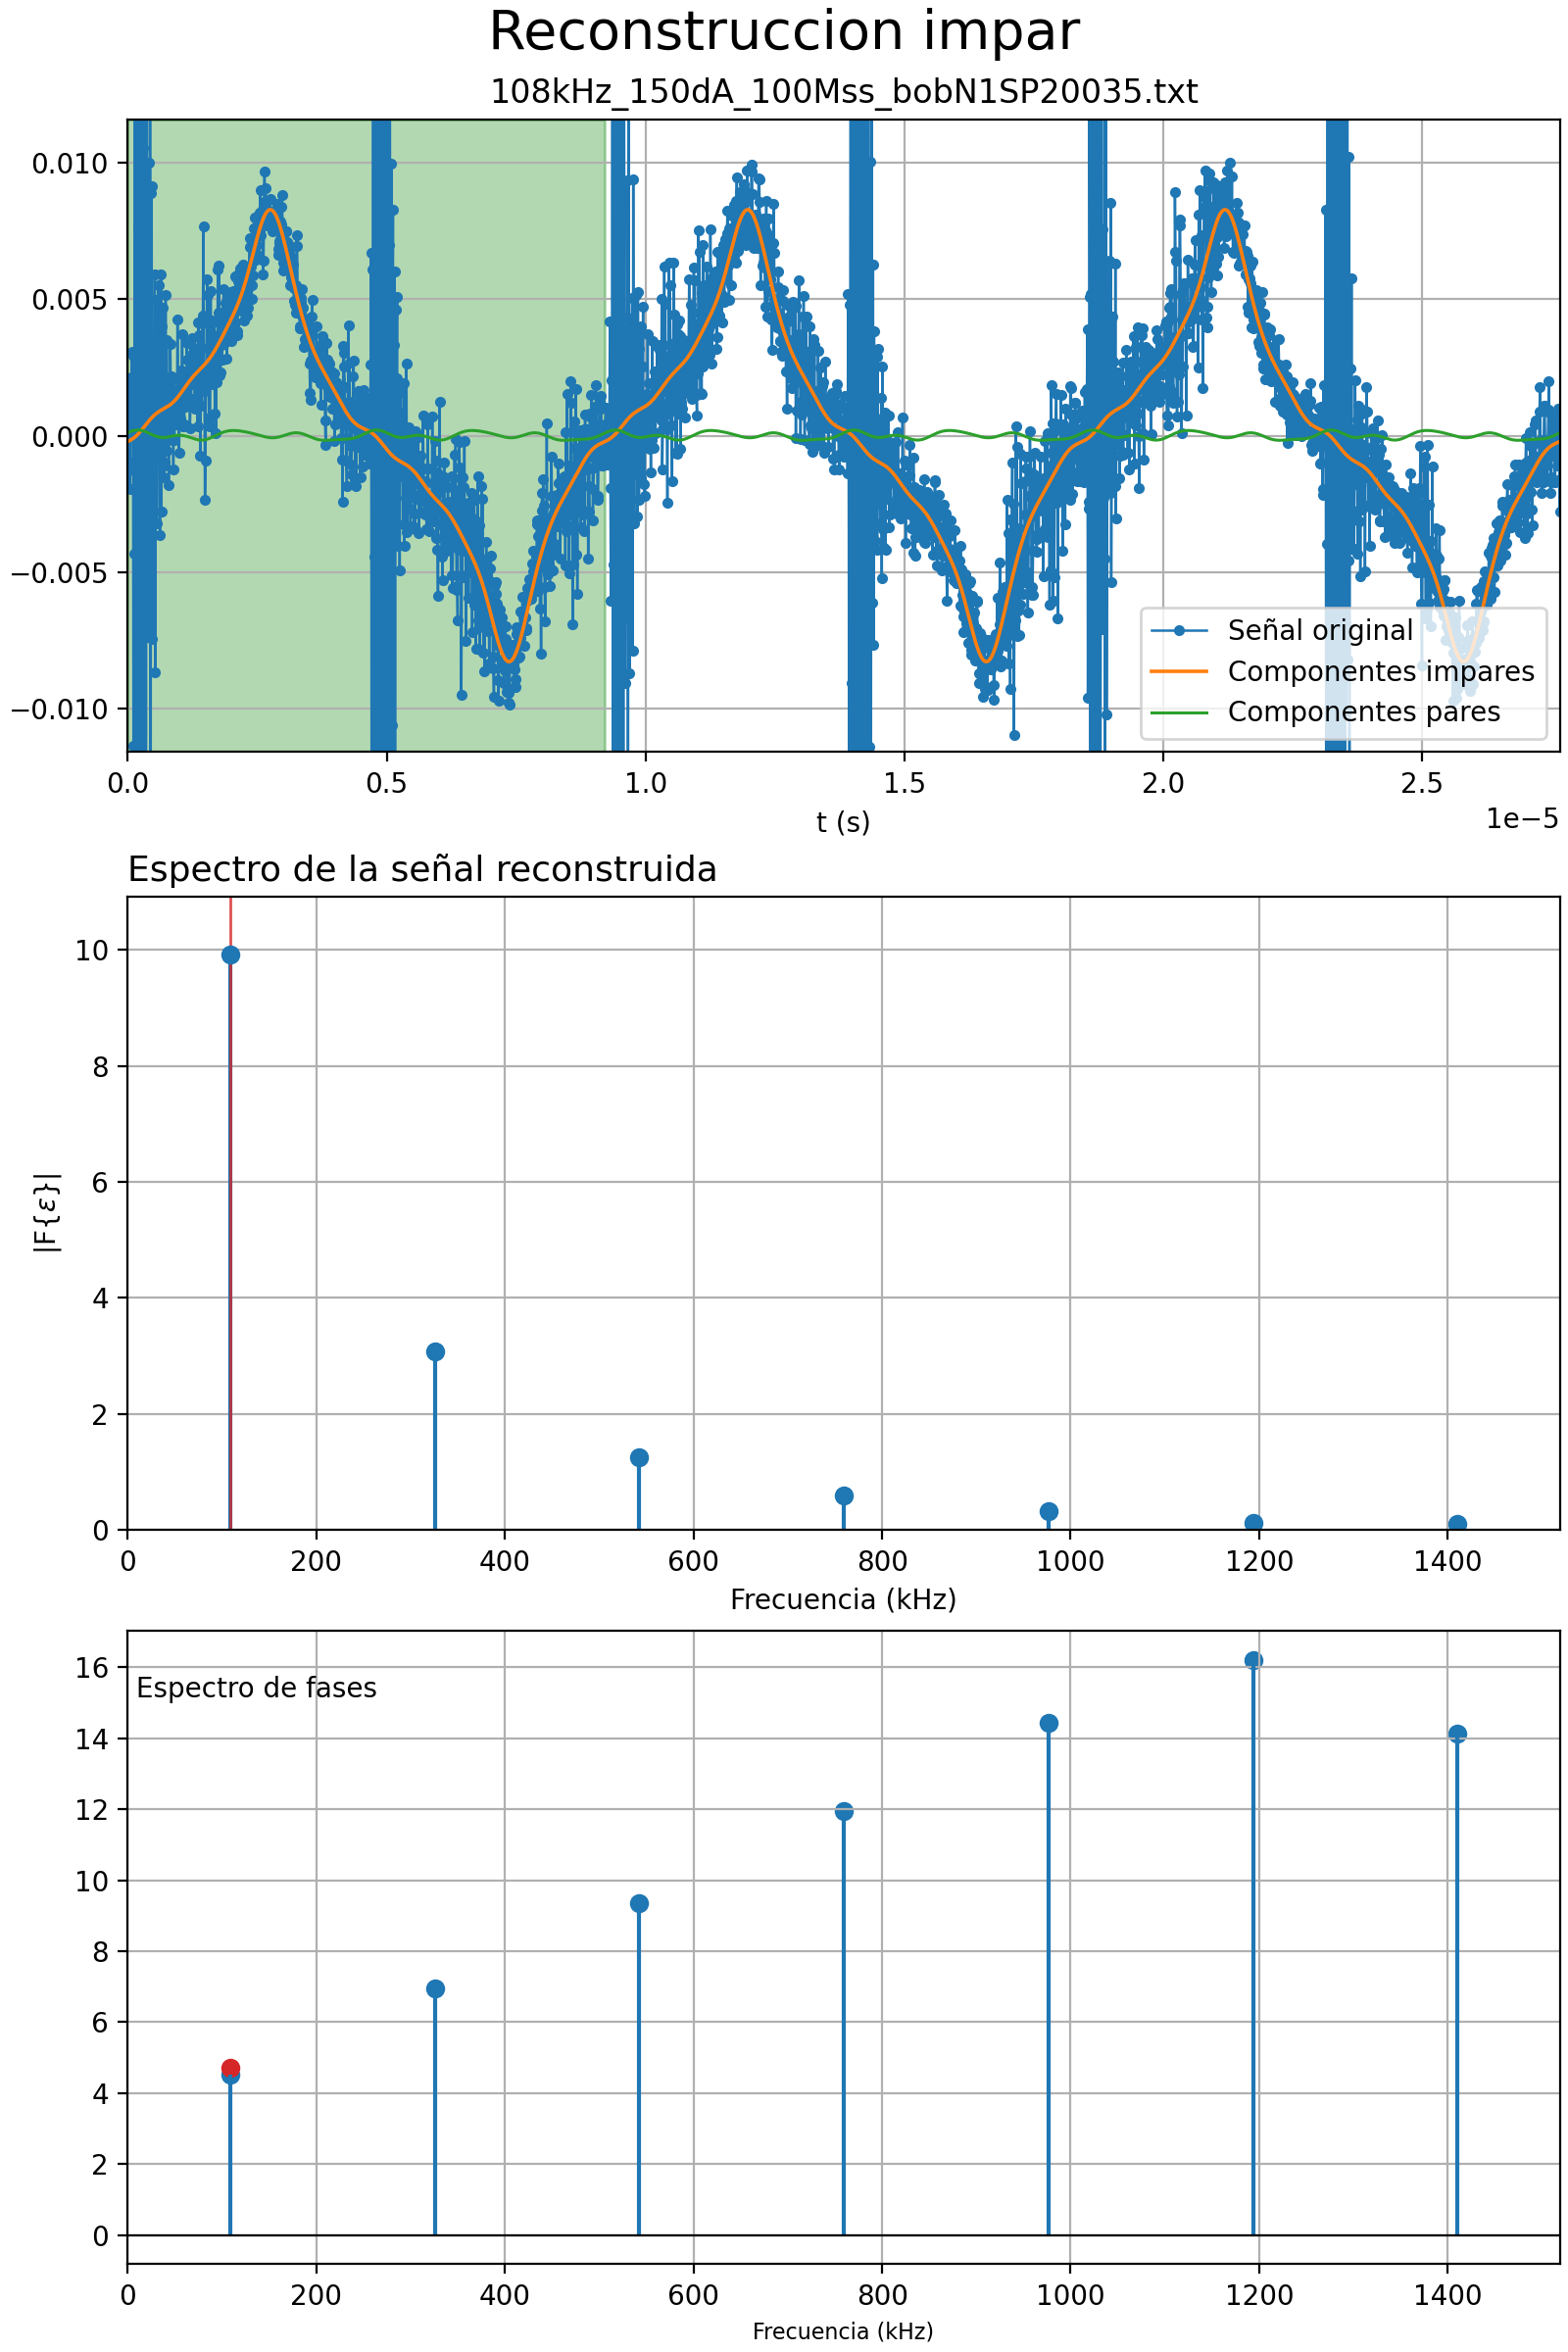 Reconstruccion impar
108kHz_150dA_100Mss_bobN1SP20035.txt
0.010
0.005
0.000
−0.005
−0.010
Señal original
Componentes impares
Componentes pares
0.0 0.5 1.0 1.5 2.0 2.5
1e−5
t (s)
Espectro de la señal reconstruida
10
8
6
4
2
0
|F{ε}|
0 200 400 600 800 1000 1200 1400
Frecuencia (kHz)
16
Espectro de fases
14
12
10
8
6
4
2
0
0 200 400 600 800 1000 1200 1400
Frecuencia (kHz)